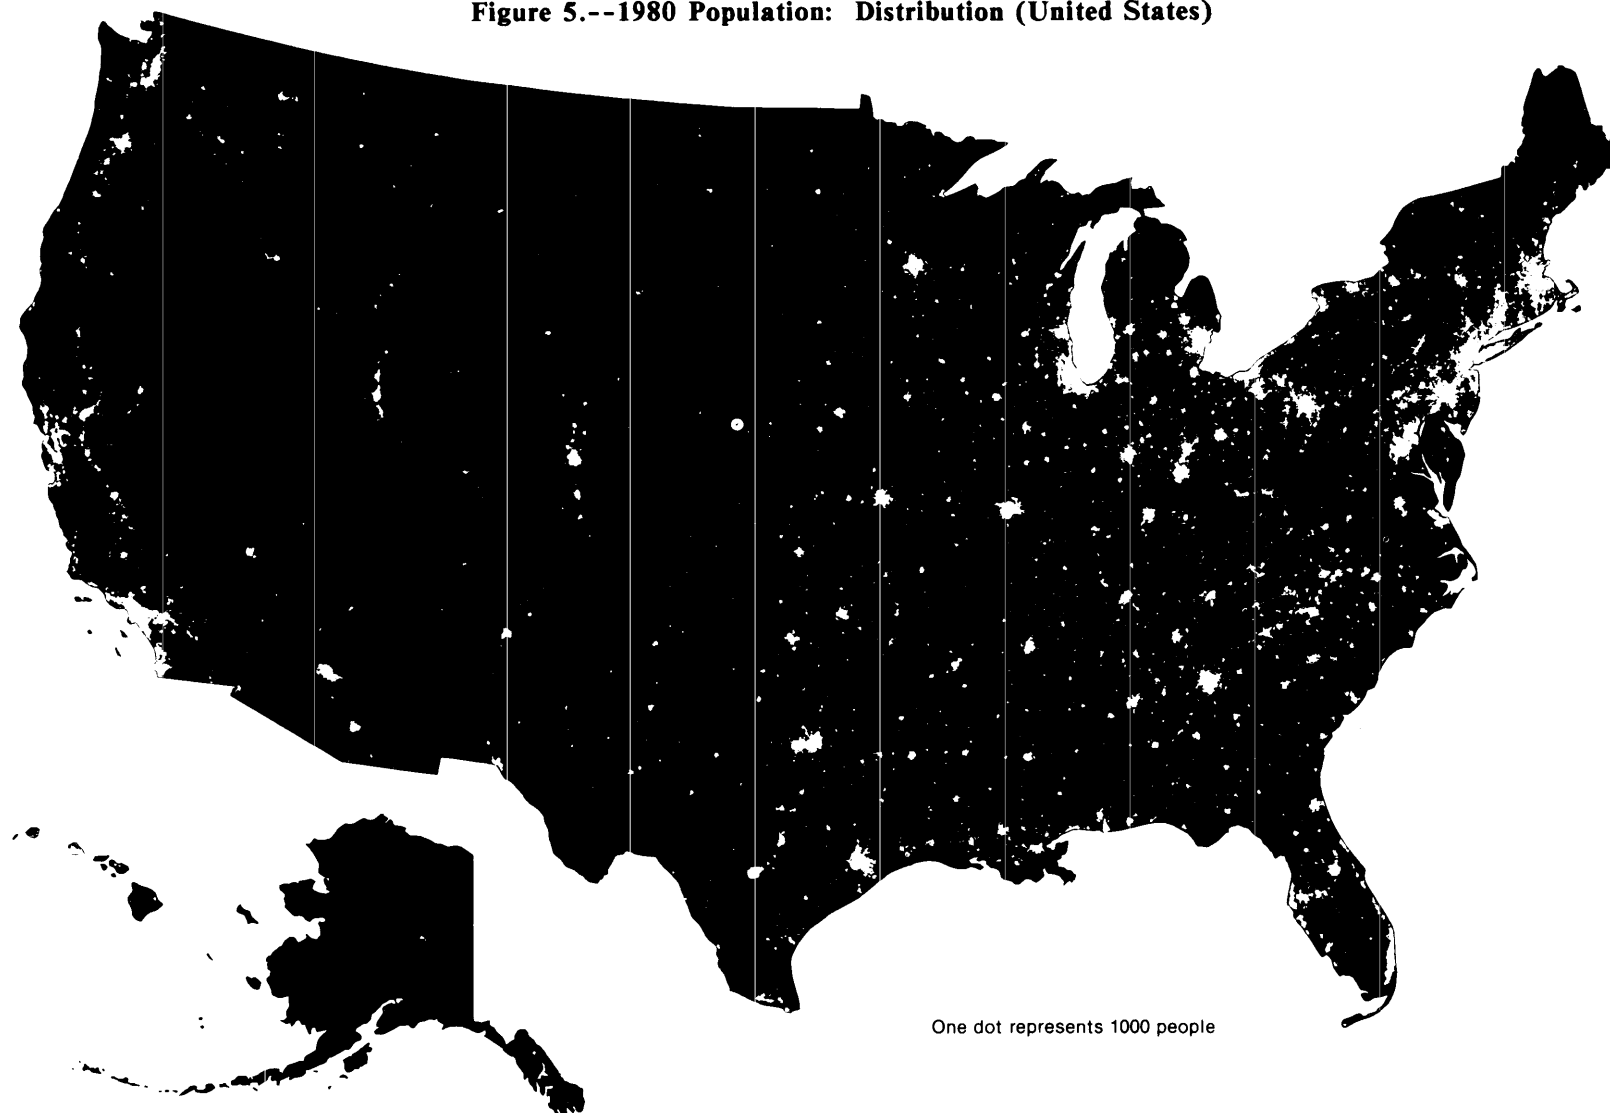 Figure 5.--1980 Population: Distribution (United States)
One dot represents 1000 people